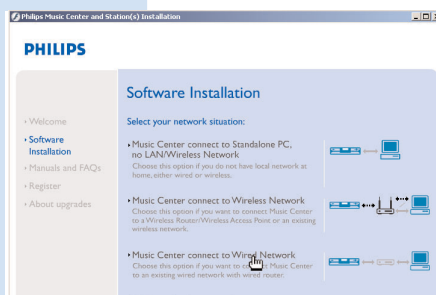 Philips Music Center and Station(s) Installation
PHILIPS
Software Installation
Welcome
Software
Installation
Manuals and FAQs
Register
About upgrades
Select your network situation:
Music Center connect to Standalone PC,
no LAN/Wireless Network
Choose this option if you do not have local network at
home, either wired or wireless.
Music Center connect to Wireless Network
Choose this option if you want to connect Music Center
to a Wireless Router/Wireless Access Point or an existing
wireless network.
Music Center connect to Wired Network
Choose this option if you want to connect Music Center
to an existing wired network with wired router.